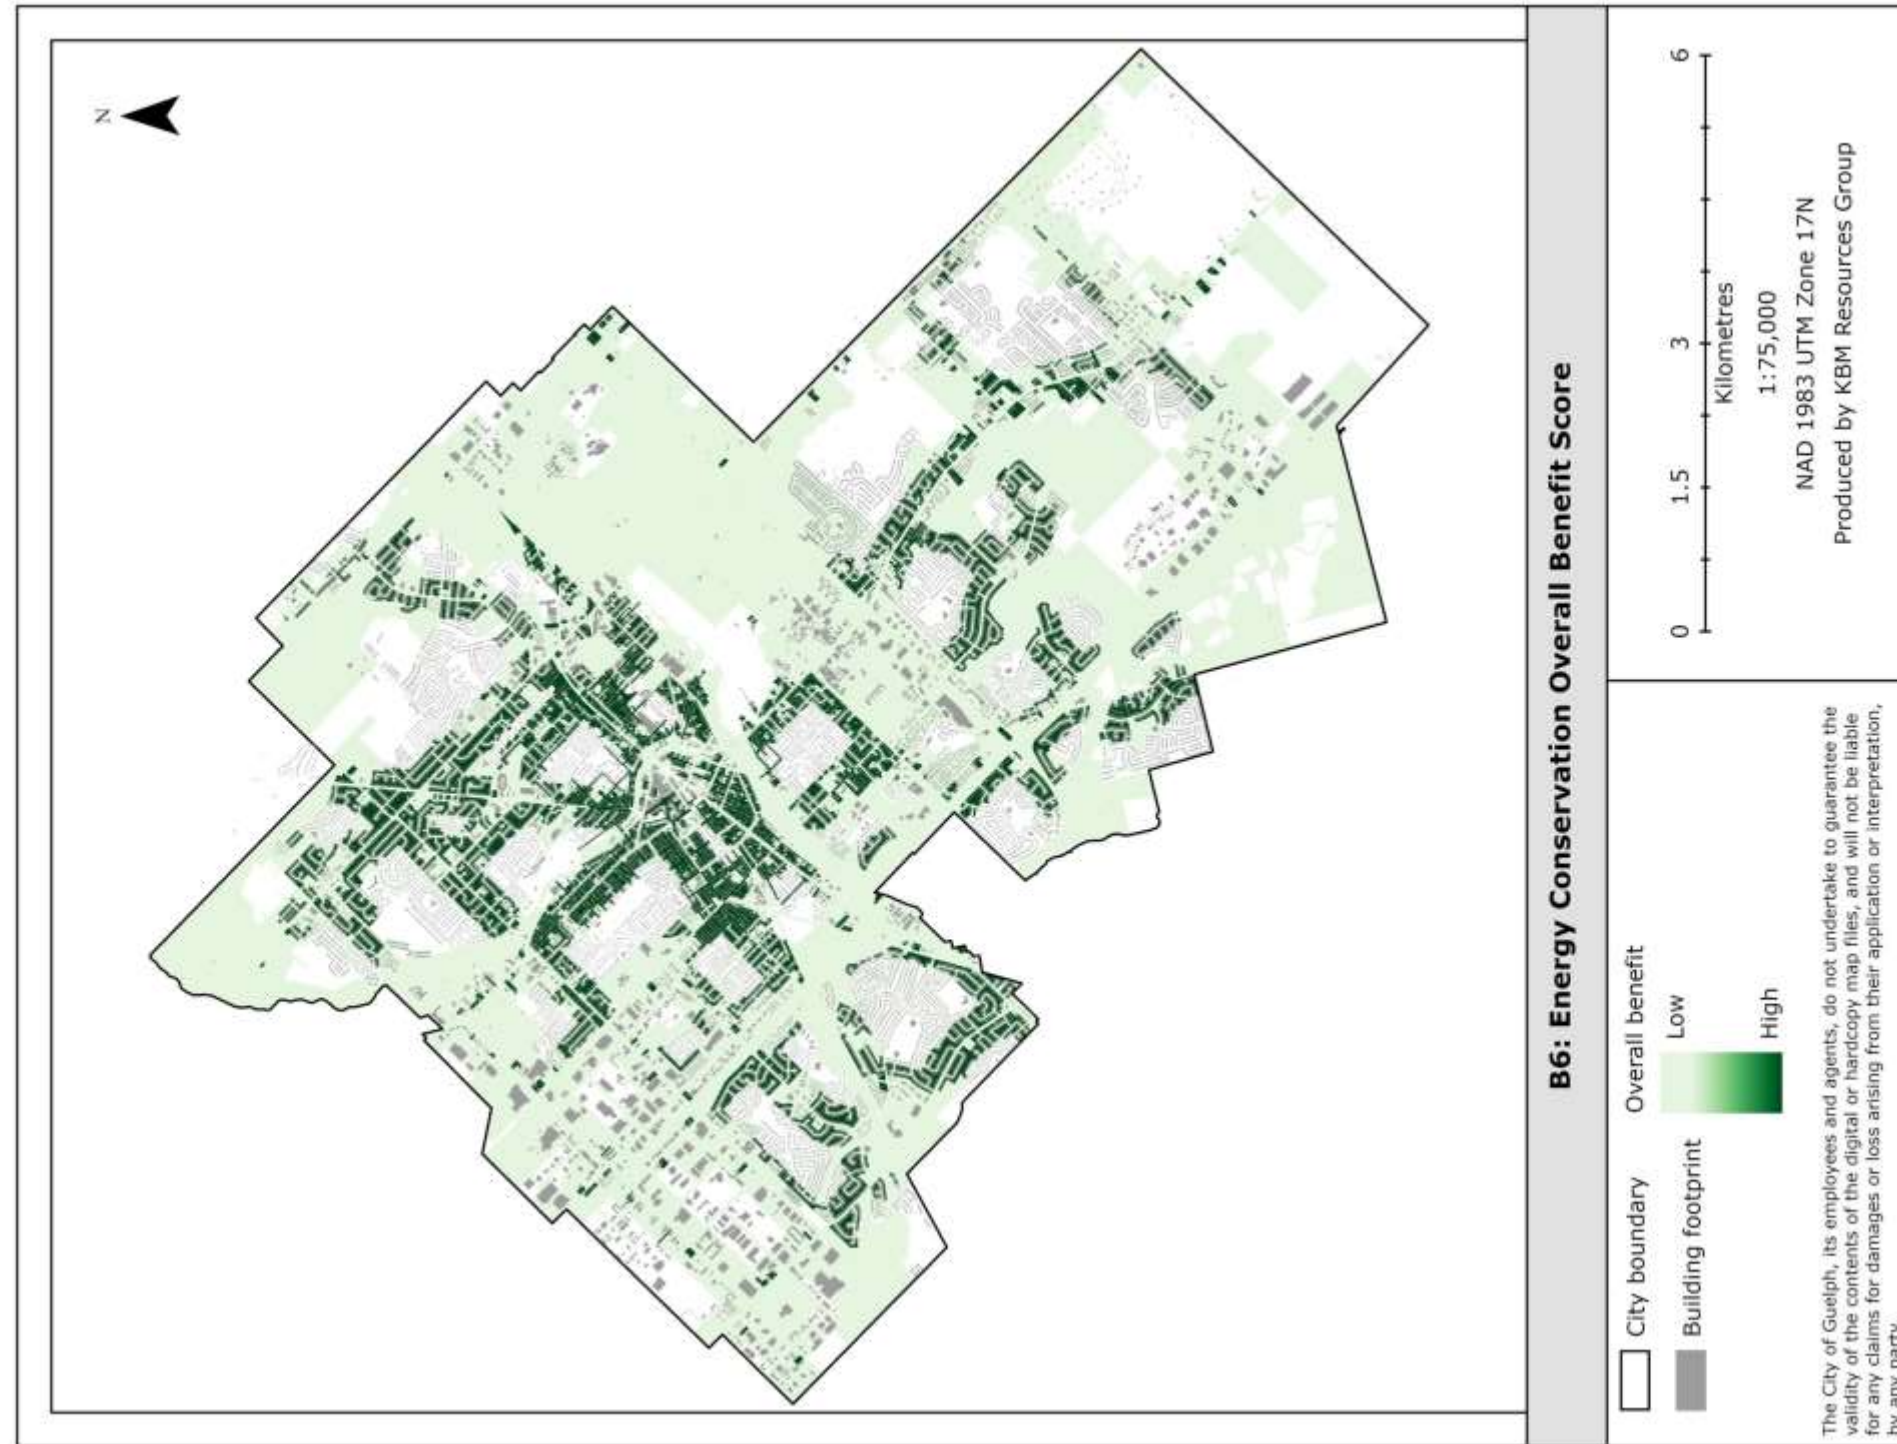 N
B6: Energy Conservation Overall Benefit Score
City boundary
Building footprint
Overall benefit
Low
High
The City of Guelph, its employees and agents, do not undertake to guarantee the
validity of the contents of the digital or hardcopy map files, and will not be liable
for any claims for damages or loss arising from their application or interpretation,
by any party.
0 1.5 3 6
Kilometres
1:75,000
NAD 1983 UTM Zone 17N
Produced by KBM Resources Group